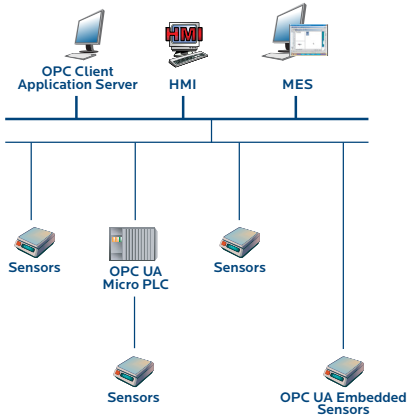 HMI
OPC Client
Application Server
HMI
MES
Sensors
OPC UA
Micro PLC
Sensors
Sensors
OPC UA Embedded
Sensors